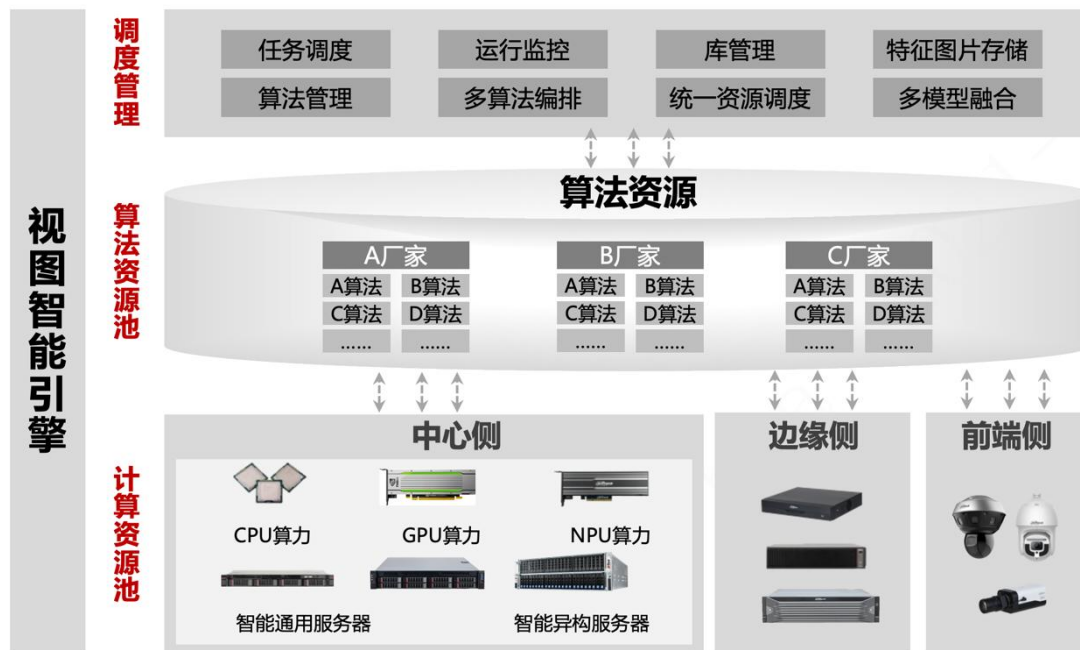 视图智能引擎
调度管理
任务调度
运行监控
库管理
特征图片存储
算法管理
多算法编排
统一资源调度
多模型融合
算法资源池
算法资源
A厂家
B厂家
C厂家
A算法 B算法
A算法 B算法
A算法 B算法
C算法 D算法
C算法 D算法
C算法 D算法
...... ......
...... ......
...... ......
计算资源池
中心侧
边缘侧
前端侧
CPU算力
GPU算力
NPU算力
智能通用服务器
智能异构服务器